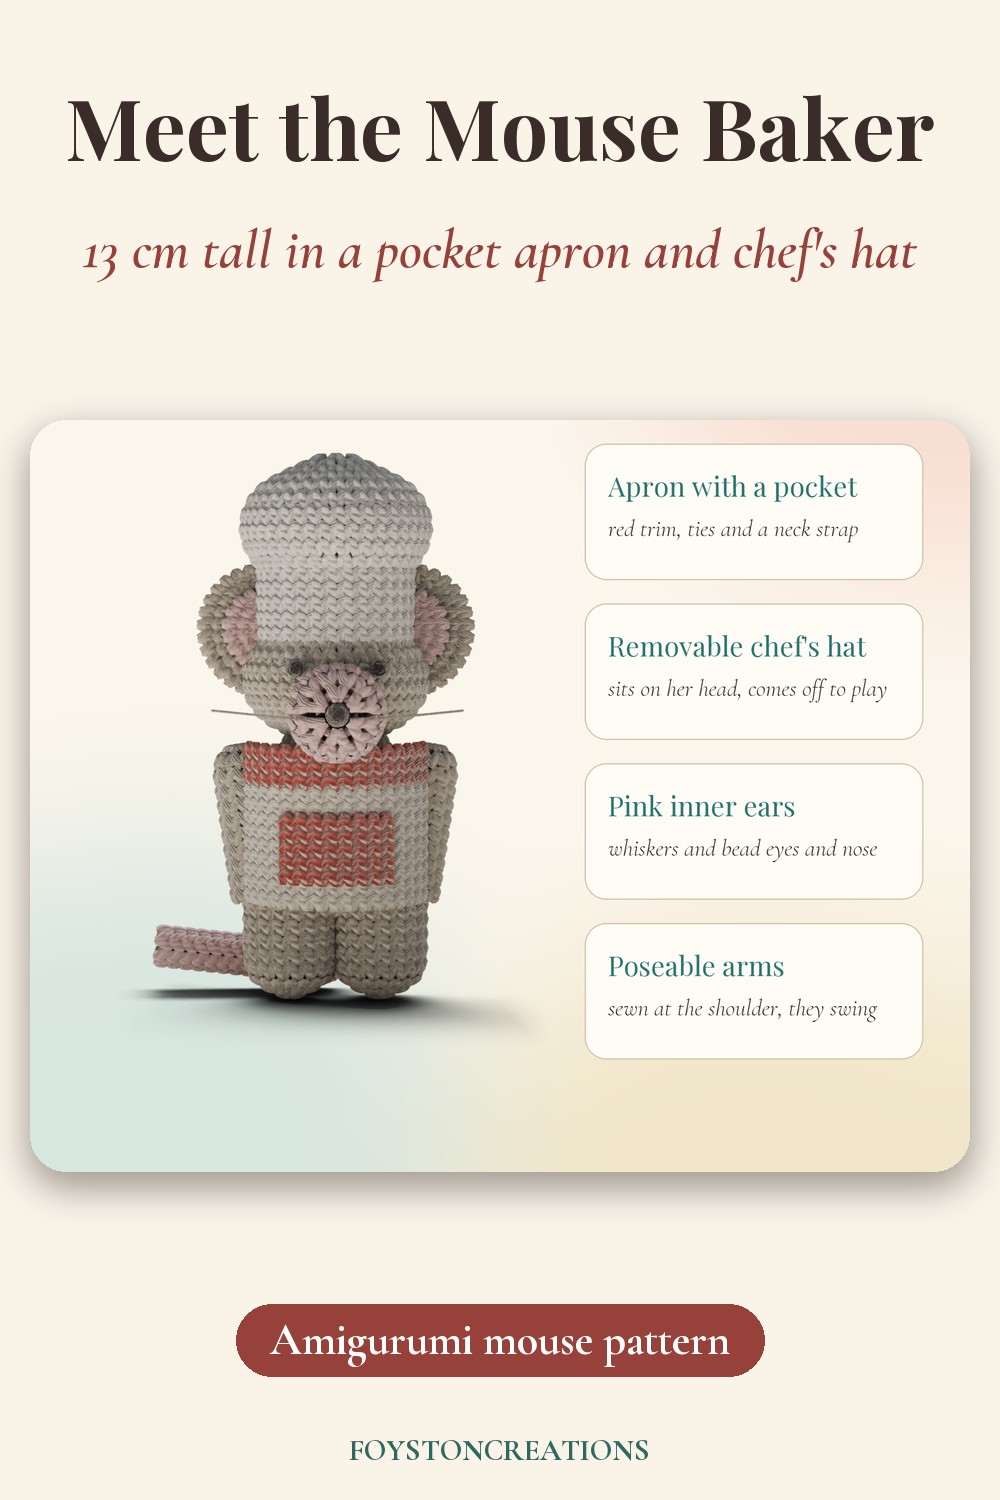 Meet the Mouse Baker
13 cm tall in a pocket apron and chef's hat
Apron with a pocket
red trim, ties and a neck strap
Removable chef's hat
sits on her head, comes off to play
Pink inner ears
whiskers and bead eyes and nose
Poseable arms
sewn at the shoulder, they swing
Amigurumi mouse pattern
FOYSTONCREATIONS